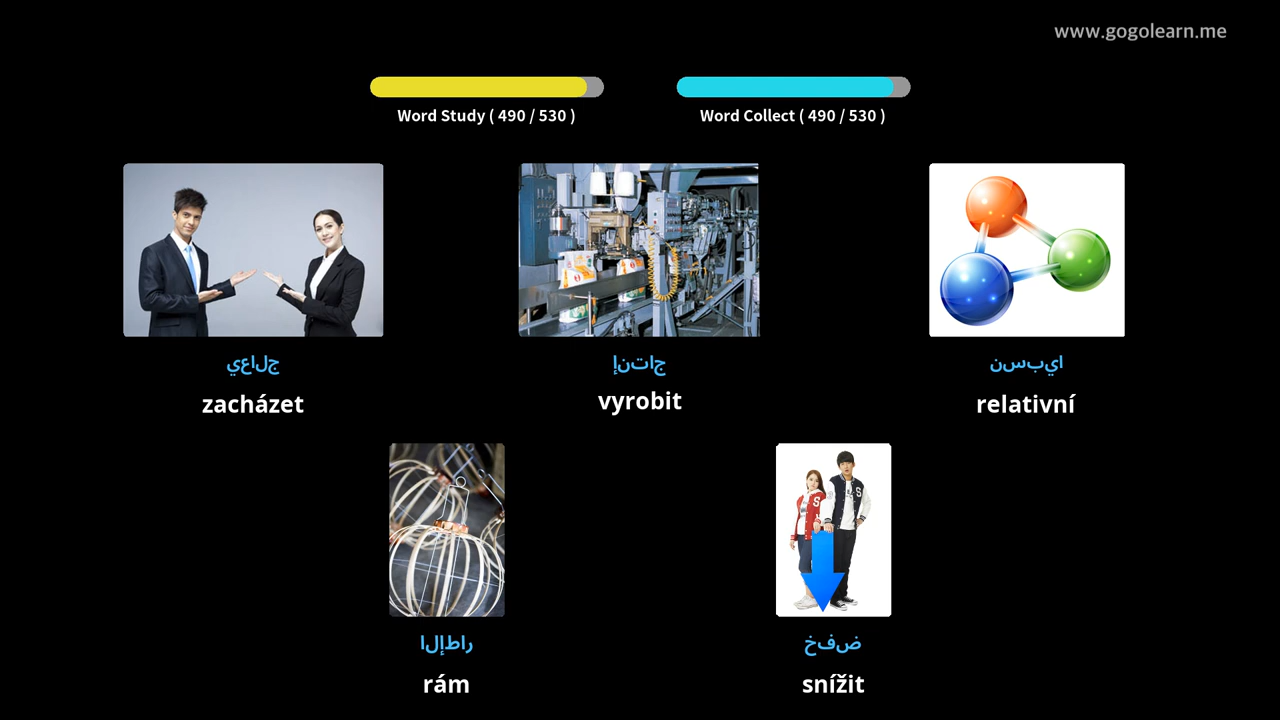 www.gogolearn.me
Word Study ( 490 / 530 )
Word Collect ( 490 / 530 )
يعالج
zacházet
إنتاج
vyrobit
نسبيا
relativní
الإطار
rám
خفض
snížit